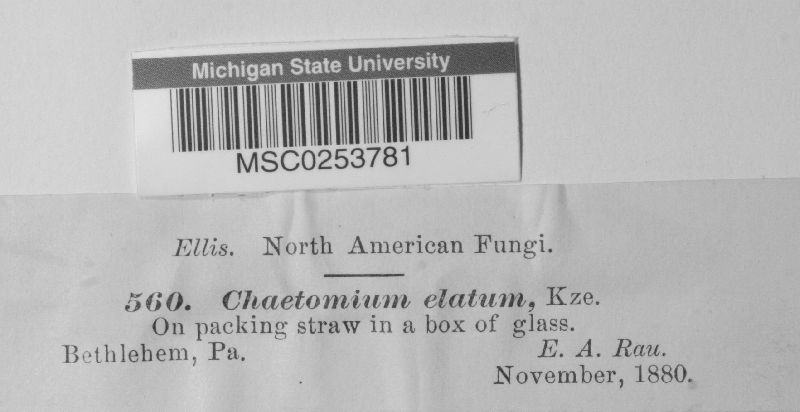 Michigan State University
MSC0253781
Ellis. North American Fungi.
560. Chaetomium elatum, Kze.
On packing straw in a box of glass.
Bethlehem, Pa. E. A. Rau.
November, 1880.